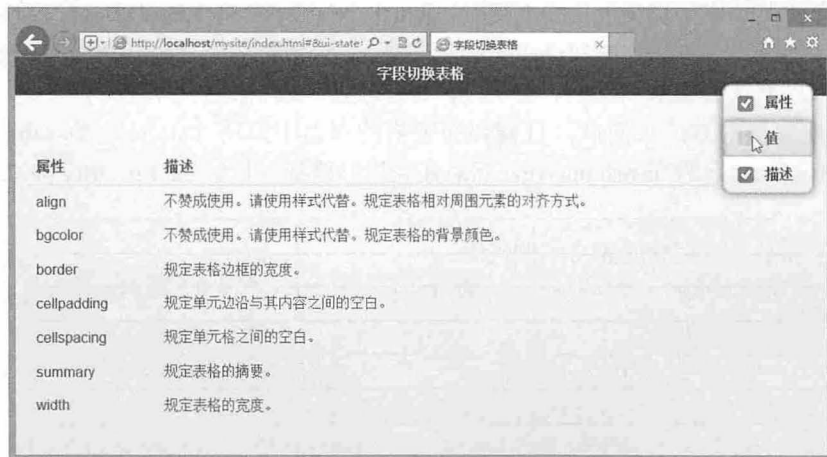 http://localhost/mysite/index.html#&ui-state
字段切换表格
字段切换表格
属性
值
描述
属性 描述
align 不赞成使用。请使用样式代替。规定表格相对周围元素的对齐方式。
bgcolor 不赞成使用。请使用样式代替。规定表格的背景颜色。
border 规定表格边框的宽度。
cellpadding 规定单元边沿与其内容之间的空白。
cellspacing 规定单元格之间的空白。
summary 规定表格的摘要。
width 规定表格的宽度。